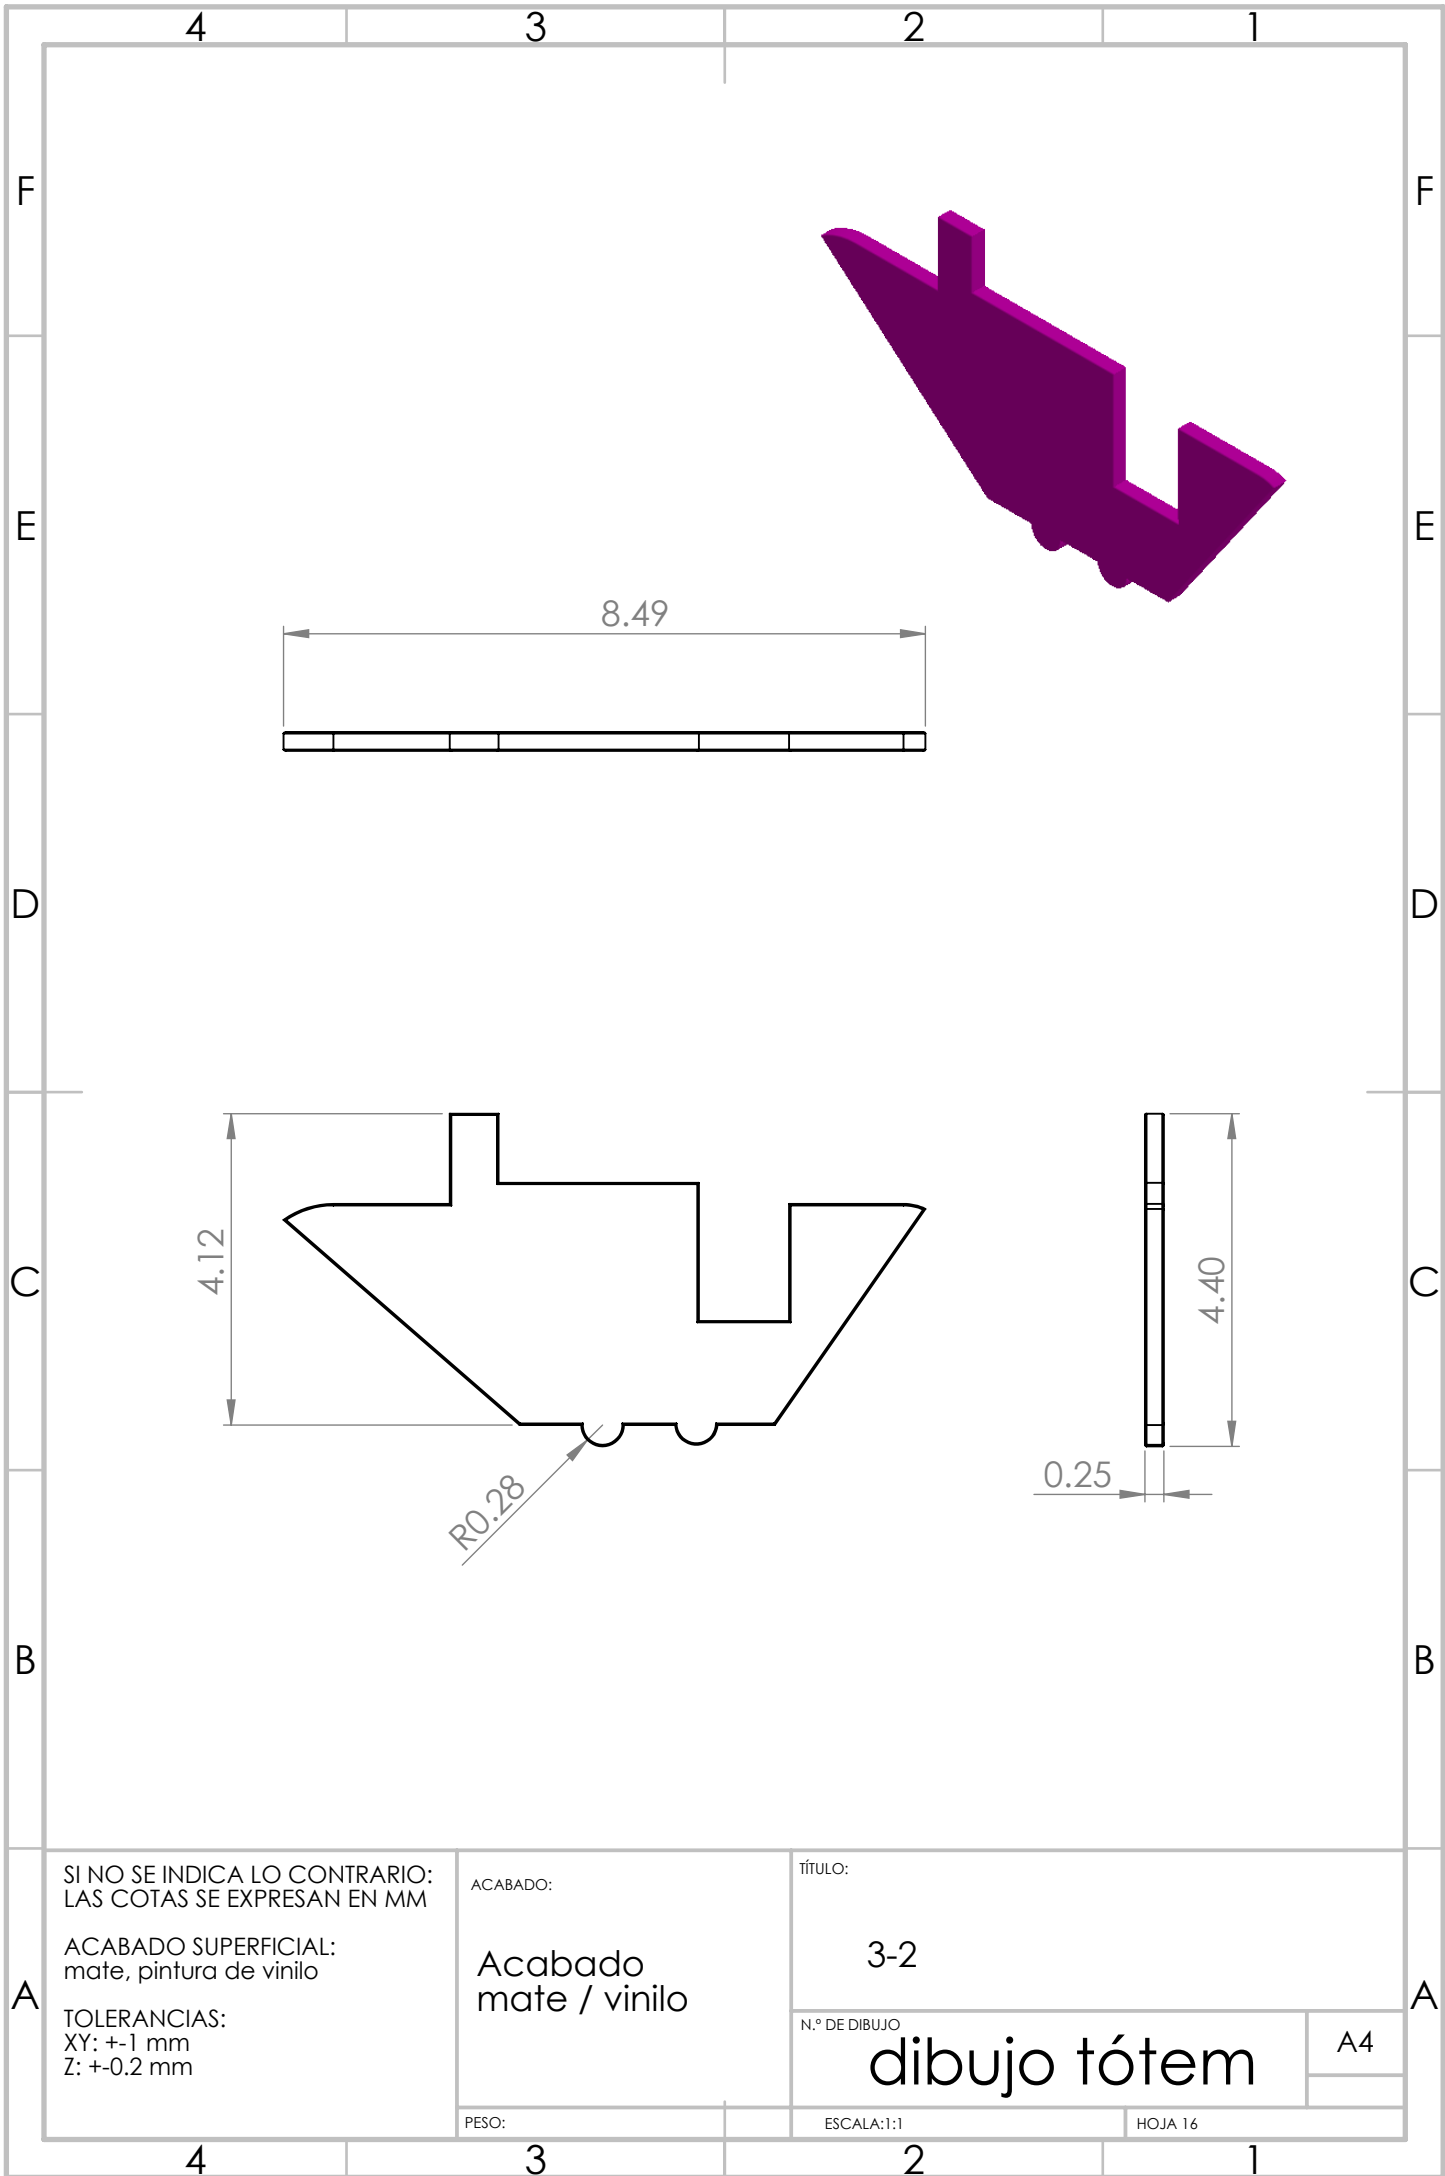 4 3 2 1
F F
E E
8.49
D D
4.12
4.40
C C
0.25
R0.28
B B
SI NO SE INDICA LO CONTRARIO:
LAS COTAS SE EXPRESAN EN MM
ACABADO SUPERFICIAL:
mate, pintura de vinilo
TOLERANCIAS:
XY: +-1 mm
Z: +-0.2 mm
ACABADO:
Acabado
mate / vinilo
PESO:
TÍTULO:
3-2
N.º DE DIBUJO
dibujo tótem
A4
ESCALA:1:1
HOJA 16
A A
4 3 2 1